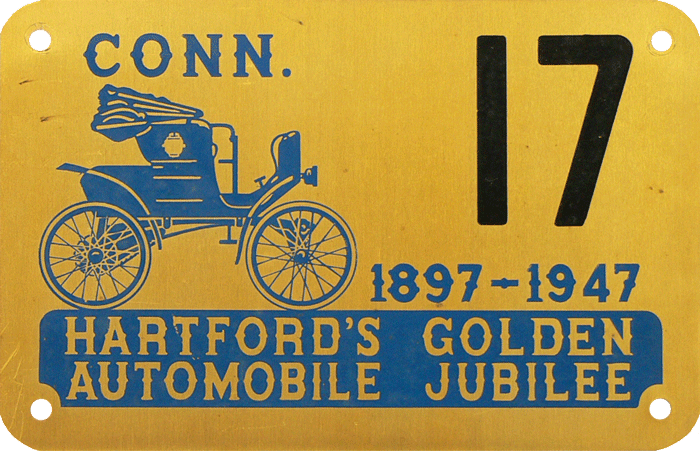 CONN.
17
1897-1947
HARTFORD'S GOLDEN
AUTOMOBILE JUBILEE